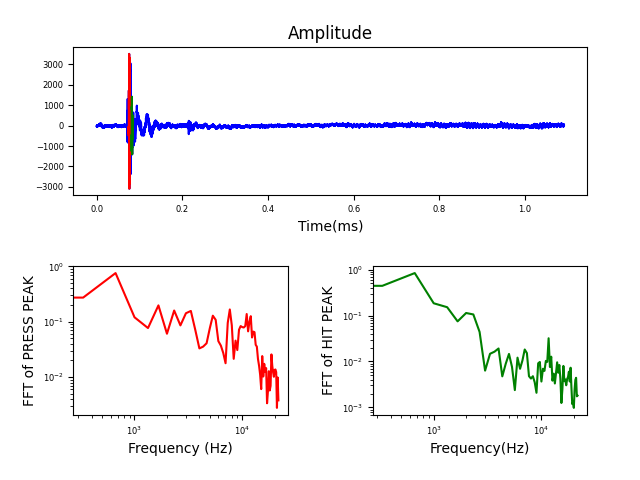 Amplitude
3000
2000
1000
0
−1000
−2000
−3000
0.0 0.2 0.4 0.6 0.8 1.0
Time(ms)
FFT of PRESS PEAK
10⁰
10⁻¹
10⁻²
10³ 10⁴
Frequency (Hz)
FFT of HIT PEAK
10⁰
10⁻¹
10⁻²
10⁻³
10³ 10⁴
Frequency(Hz)